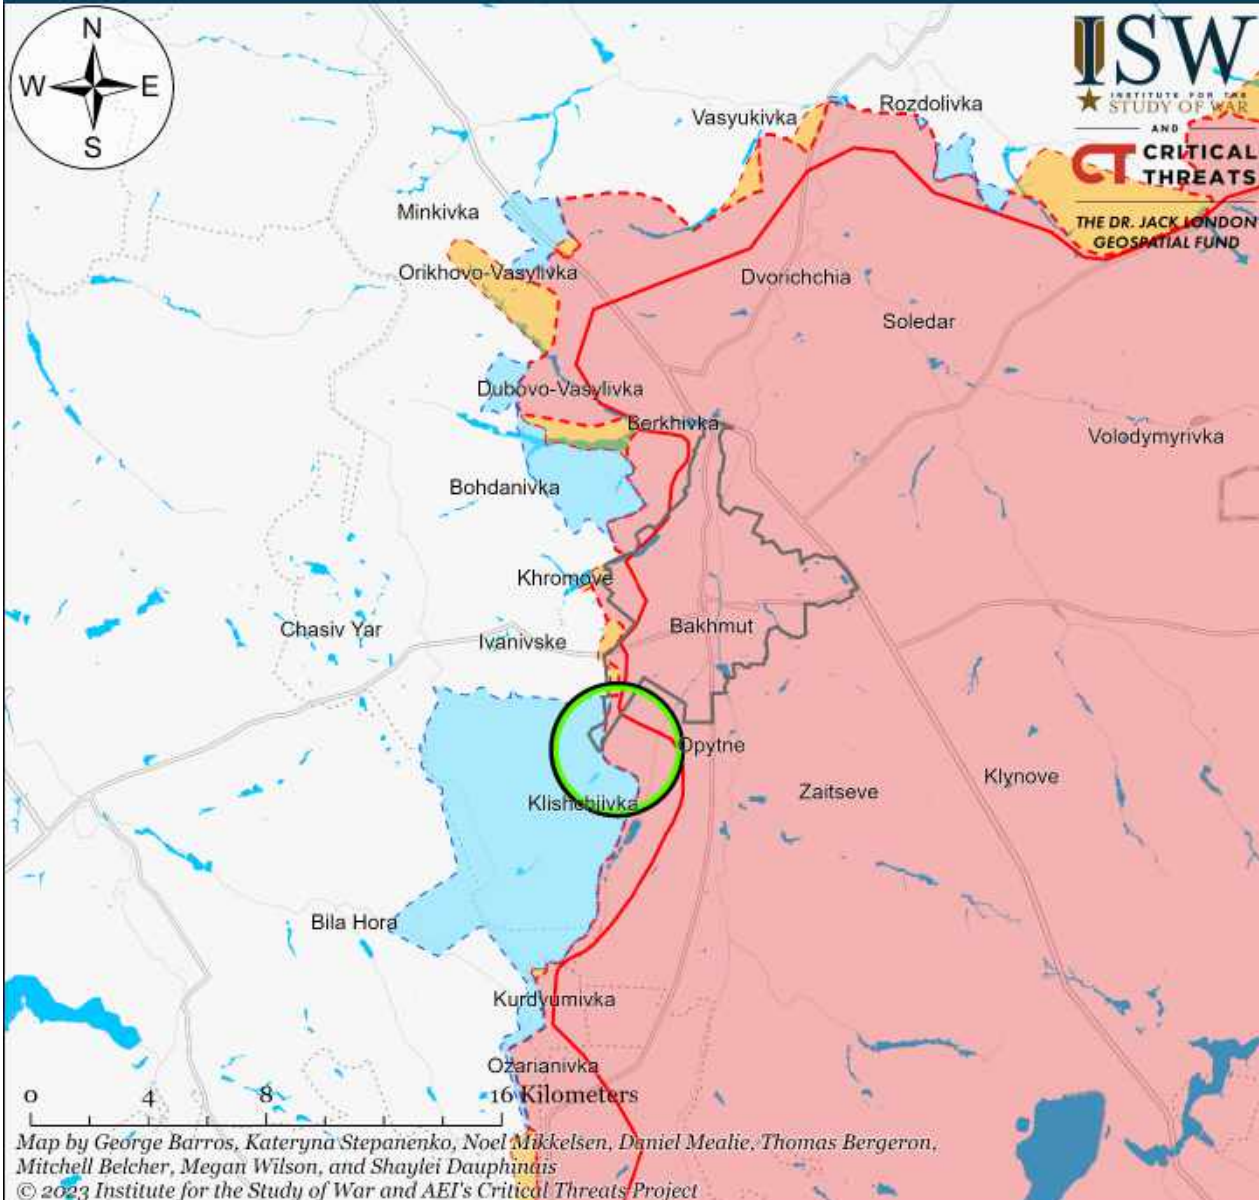 N
W E
S
ISW
INSTITUTE FOR THE
STUDY OF WAR
AND
CT CRITICAL
THREATS
THE DR. JACK LONDON
GEOSPATIAL FUND
Vasyukivka
Rozdolivka
Minkivka
Orikhovo-Vasylivka
Dvorichchia
Soledar
Dubovo-Vasylivka
Berkhivka
Volodymyrivka
Bohdanivka
Khromove
Chasiv Yar
Ivanivske
Bakhmut
Opytne
Klynove
Zaitseve
Klishchiivka
Bila Hora
Kurdyumivka
Ozarianivka
0 4 8 16 Kilometers
Map by George Barros, Kateryna Stepanenko, Noel Mikkelsen, Daniel Mealie, Thomas Bergeron,
Mitchell Belcher, Megan Wilson, and Shaylei Dauphinais
© 2023 Institute for the Study of War and AEI's Critical Threats Project